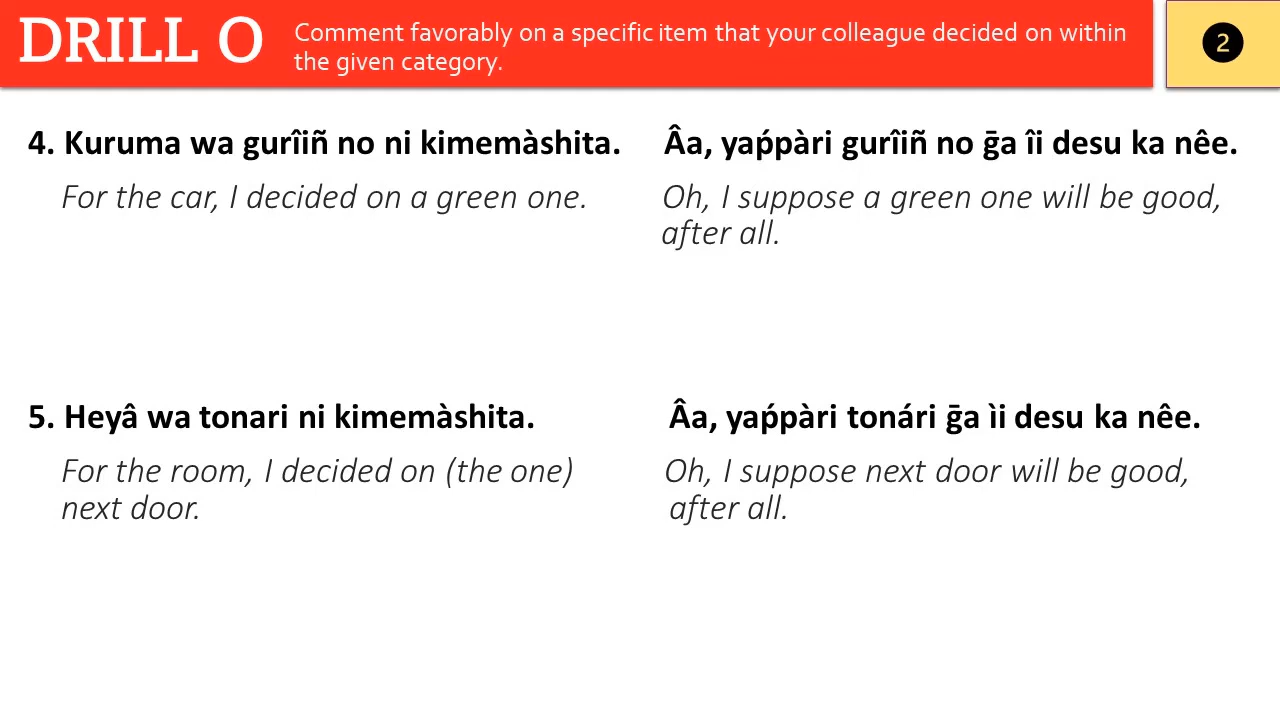 DRILL O
Comment favorably on a specific item that your colleague decided on within
the given category.
2
4. Kuruma wa gurîiñ no ni kimemàshita.
For the car, I decided on a green one.
Âa, yaṕpàri gurîiñ no ḡa îi desu ka nêe.
Oh, I suppose a green one will be good,
after all.
5. Heyâ wa tonari ni kimemàshita.
For the room, I decided on (the one)
next door.
Âa, yaṕpàri tonári ḡa ìi desu ka nêe.
Oh, I suppose next door will be good,
after all.